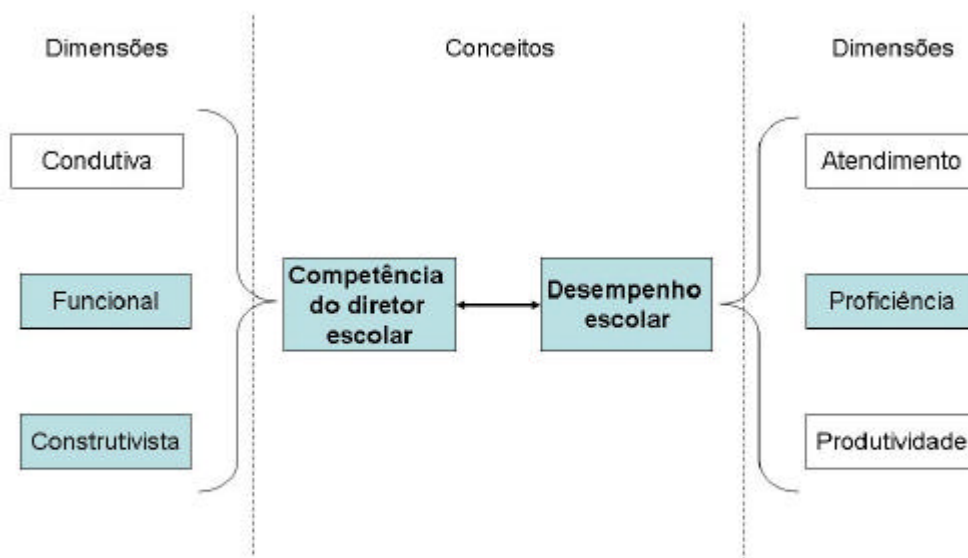 Dimensões
Conceitos
Dimensões
Condutiva
Funcional
Construtivista
Competência
do diretor
escolar
Desempenho
escolar
Atendimento
Proficiência
Produtividade